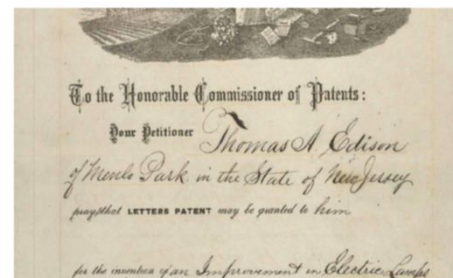 To the Honorable Commissioner of Patents:
Your Petitioner Thomas A. Edison
of Menlo Park in the State of New Jersey
prays that LETTERS PATENT may be granted to him
for the invention of an Improvement in Electric Lamps